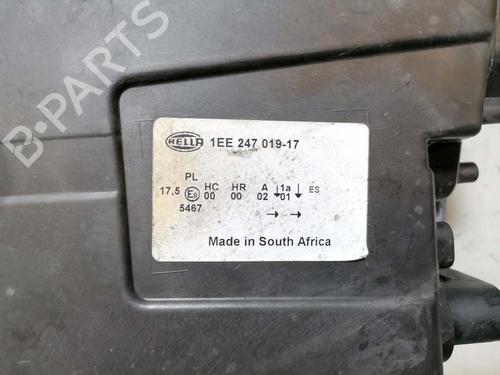 B-PARTS
HELLA 1EE 247 019-17
PL HC HR A ↓1a↓ ES
17,5 E₈ 00 00 02 01
5467 → →
Made in South Africa